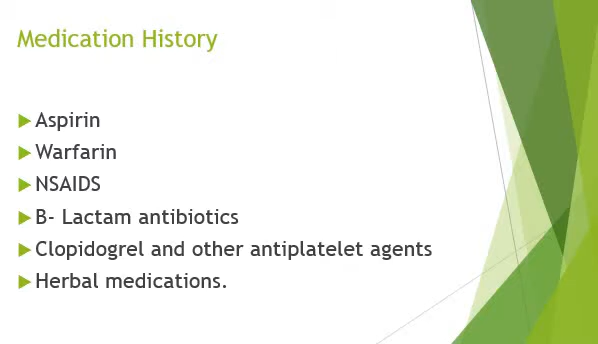 Medication History
Aspirin
Warfarin
NSAIDS
B- Lactam antibiotics
Clopidogrel and other antiplatelet agents
Herbal medications.